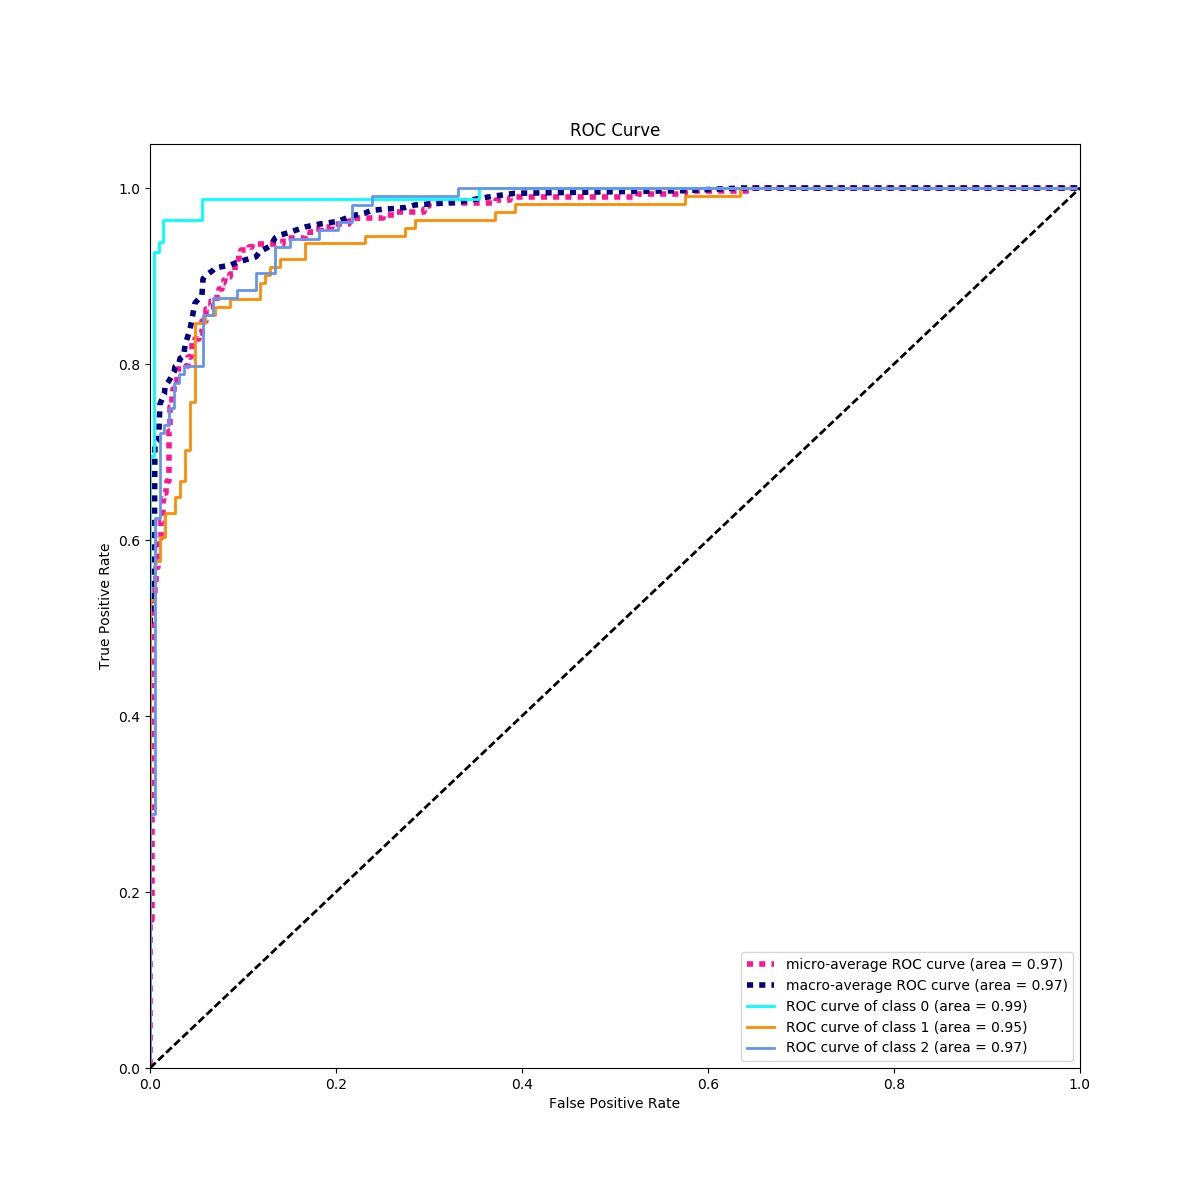 ROC Curve
1.0
0.8
0.6
0.4
0.2
0.0
True Positive Rate
0.0 0.2 0.4 0.6 0.8 1.0
False Positive Rate
micro-average ROC curve (area = 0.97)
macro-average ROC curve (area = 0.97)
ROC curve of class 0 (area = 0.99)
ROC curve of class 1 (area = 0.95)
ROC curve of class 2 (area = 0.97)